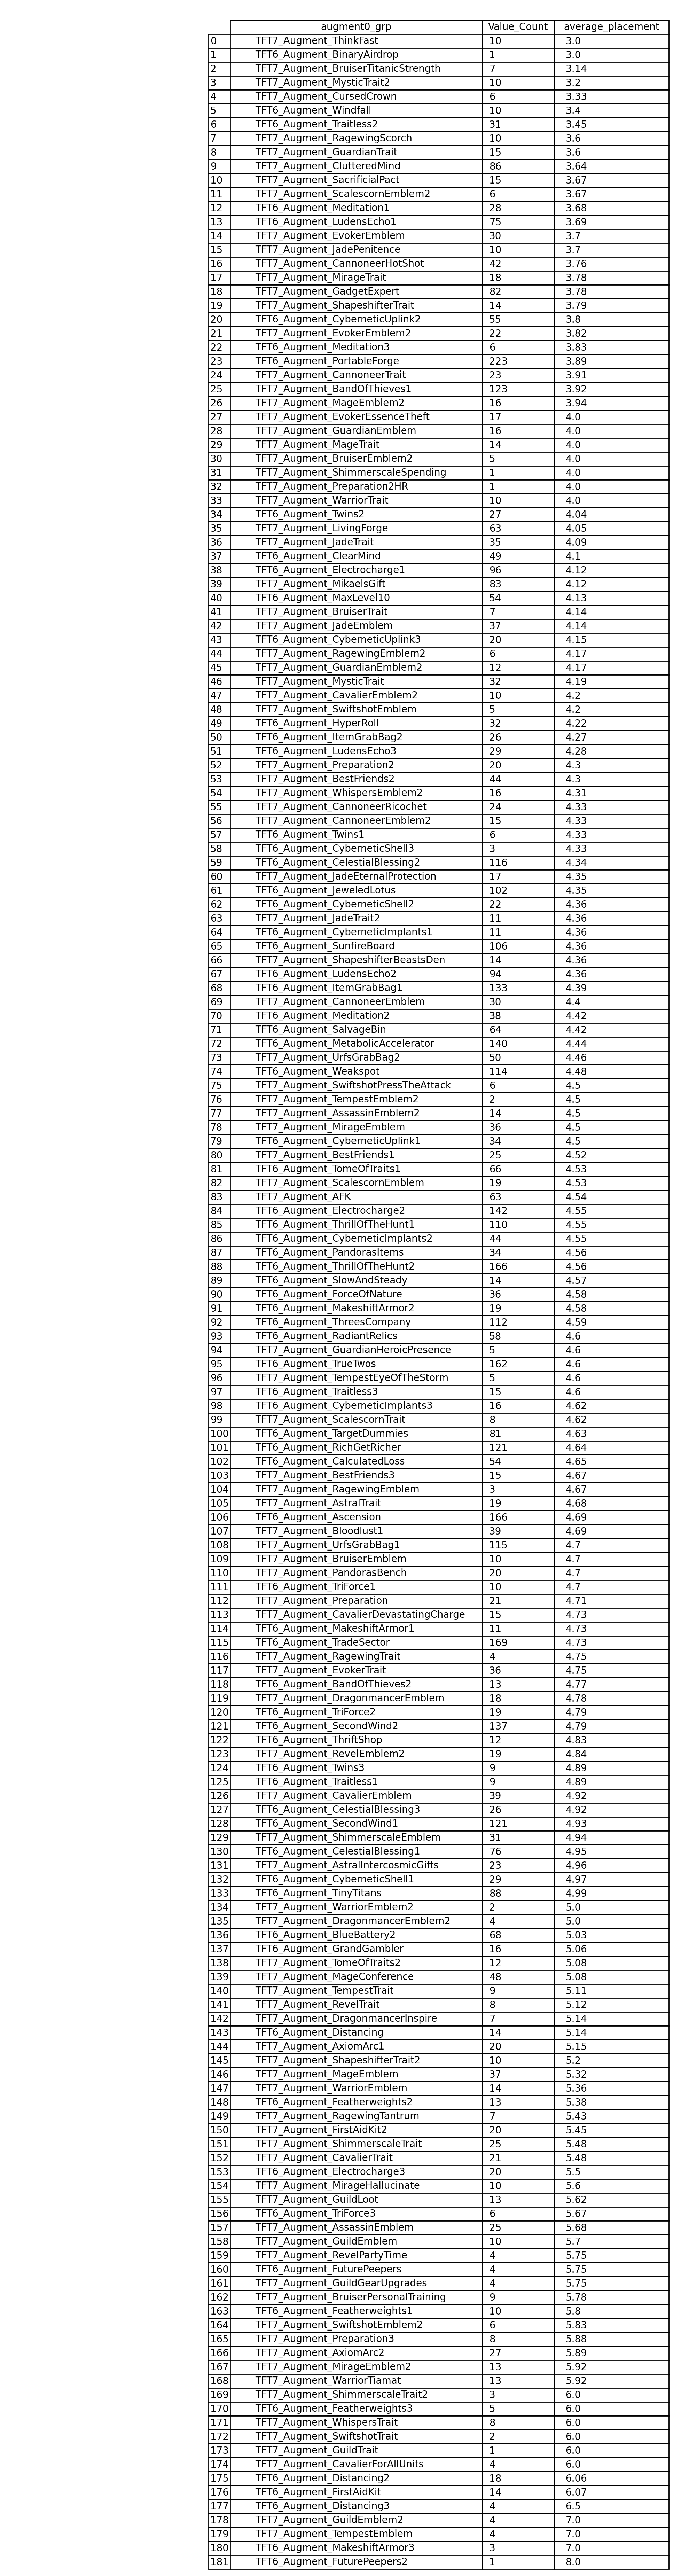 augment0_grp Value_Count average_placement
0 TFT7_Augment_ThinkFast 10 3.0
1 TFT6_Augment_BinaryAirdrop 1 3.0
2 TFT7_Augment_BruiserTitanicStrength 7 3.14
3 TFT7_Augment_MysticTrait2 10 3.2
4 TFT7_Augment_CursedCrown 6 3.33
5 TFT6_Augment_Windfall 10 3.4
6 TFT6_Augment_Traitless2 31 3.45
7 TFT7_Augment_RagewingScorch 10 3.6
8 TFT7_Augment_GuardianTrait 15 3.6
9 TFT7_Augment_ClutteredMind 86 3.64
10 TFT7_Augment_SacrificialPact 15 3.67
11 TFT7_Augment_ScalescornEmblem2 6 3.67
12 TFT6_Augment_Meditation1 28 3.68
13 TFT6_Augment_LudensEcho1 75 3.69
14 TFT7_Augment_EvokerEmblem 30 3.7
15 TFT7_Augment_JadePenitence 10 3.7
16 TFT7_Augment_CannoneerHotShot 42 3.76
17 TFT7_Augment_MirageTrait 18 3.78
18 TFT7_Augment_GadgetExpert 82 3.78
19 TFT7_Augment_ShapeshifterTrait 14 3.79
20 TFT6_Augment_CyberneticUplink2 55 3.8
21 TFT7_Augment_EvokerEmblem2 22 3.82
22 TFT6_Augment_Meditation3 6 3.83
23 TFT6_Augment_PortableForge 223 3.89
24 TFT7_Augment_CannoneerTrait 23 3.91
25 TFT7_Augment_BandOfThieves1 123 3.92
26 TFT7_Augment_MageEmblem2 16 3.94
27 TFT7_Augment_EvokerEssenceTheft 17 4.0
28 TFT7_Augment_GuardianEmblem 16 4.0
29 TFT7_Augment_MageTrait 14 4.0
30 TFT7_Augment_BruiserEmblem2 5 4.0
31 TFT7_Augment_ShimmerscaleSpending 1 4.0
32 TFT7_Augment_Preparation2HR 1 4.0
33 TFT7_Augment_WarriorTrait 10 4.0
34 TFT6_Augment_Twins2 27 4.04
35 TFT7_Augment_LivingForge 63 4.05
36 TFT7_Augment_JadeTrait 35 4.09
37 TFT6_Augment_ClearMind 49 4.1
38 TFT6_Augment_Electrocharge1 96 4.12
39 TFT7_Augment_MikaelsGift 83 4.12
40 TFT6_Augment_MaxLevel10 54 4.13
41 TFT7_Augment_BruiserTrait 7 4.14
42 TFT7_Augment_JadeEmblem 37 4.14
43 TFT6_Augment_CyberneticUplink3 20 4.15
44 TFT7_Augment_RagewingEmblem2 6 4.17
45 TFT7_Augment_GuardianEmblem2 12 4.17
46 TFT7_Augment_MysticTrait 32 4.19
47 TFT7_Augment_CavalierEmblem2 10 4.2
48 TFT7_Augment_SwiftshotEmblem 5 4.2
49 TFT6_Augment_HyperRoll 32 4.22
50 TFT6_Augment_ItemGrabBag2 26 4.27
51 TFT6_Augment_LudensEcho3 29 4.28
52 TFT7_Augment_Preparation2 20 4.3
53 TFT7_Augment_BestFriends2 44 4.3
54 TFT7_Augment_WhispersEmblem2 16 4.31
55 TFT7_Augment_CannoneerRicochet 24 4.33
56 TFT7_Augment_CannoneerEmblem2 15 4.33
57 TFT6_Augment_Twins1 6 4.33
58 TFT6_Augment_CyberneticShell3 3 4.33
59 TFT6_Augment_CelestialBlessing2 116 4.34
60 TFT7_Augment_JadeEternalProtection 17 4.35
61 TFT6_Augment_JeweledLotus 102 4.35
62 TFT6_Augment_CyberneticShell2 22 4.36
63 TFT7_Augment_JadeTrait2 11 4.36
64 TFT6_Augment_CyberneticImplants1 11 4.36
65 TFT6_Augment_SunfireBoard 106 4.36
66 TFT7_Augment_ShapeshifterBeastsDen 14 4.36
67 TFT6_Augment_LudensEcho2 94 4.36
68 TFT6_Augment_ItemGrabBag1 133 4.39
69 TFT7_Augment_CannoneerEmblem 30 4.4
70 TFT6_Augment_Meditation2 38 4.42
71 TFT6_Augment_SalvageBin 64 4.42
72 TFT6_Augment_MetabolicAccelerator 140 4.44
73 TFT7_Augment_UrfsGrabBag2 50 4.46
74 TFT6_Augment_Weakspot 114 4.48
75 TFT7_Augment_SwiftshotPressTheAttack 6 4.5
76 TFT7_Augment_TempestEmblem2 2 4.5
77 TFT7_Augment_AssassinEmblem2 14 4.5
78 TFT7_Augment_MirageEmblem 36 4.5
79 TFT6_Augment_CyberneticUplink1 34 4.5
80 TFT7_Augment_BestFriends1 25 4.52
81 TFT6_Augment_TomeOfTraits1 66 4.53
82 TFT7_Augment_ScalescornEmblem 19 4.53
83 TFT7_Augment_AFK 63 4.54
84 TFT6_Augment_Electrocharge2 142 4.55
85 TFT6_Augment_ThrillOfTheHunt1 110 4.55
86 TFT6_Augment_CyberneticImplants2 44 4.55
87 TFT6_Augment_PandorasItems 34 4.56
88 TFT6_Augment_ThrillOfTheHunt2 166 4.56
89 TFT6_Augment_SlowAndSteady 14 4.57
90 TFT6_Augment_ForceOfNature 36 4.58
91 TFT6_Augment_MakeshiftArmor2 19 4.58
92 TFT6_Augment_ThreesCompany 112 4.59
93 TFT6_Augment_RadiantRelics 58 4.6
94 TFT7_Augment_GuardianHeroicPresence 5 4.6
95 TFT6_Augment_TrueTwos 162 4.6
96 TFT7_Augment_TempestEyeOfTheStorm 5 4.6
97 TFT6_Augment_Traitless3 15 4.6
98 TFT6_Augment_CyberneticImplants3 16 4.62
99 TFT7_Augment_ScalescornTrait 8 4.62
100 TFT6_Augment_TargetDummies 81 4.63
101 TFT6_Augment_RichGetRicher 121 4.64
102 TFT6_Augment_CalculatedLoss 54 4.65
103 TFT7_Augment_BestFriends3 15 4.67
104 TFT7_Augment_RagewingEmblem 3 4.67
105 TFT7_Augment_AstralTrait 19 4.68
106 TFT6_Augment_Ascension 166 4.69
107 TFT7_Augment_Bloodlust1 39 4.69
108 TFT7_Augment_UrfsGrabBag1 115 4.7
109 TFT7_Augment_BruiserEmblem 10 4.7
110 TFT7_Augment_PandorasBench 20 4.7
111 TFT6_Augment_TriForce1 10 4.7
112 TFT7_Augment_Preparation 21 4.71
113 TFT7_Augment_CavalierDevastatingCharge 15 4.73
114 TFT6_Augment_MakeshiftArmor1 11 4.73
115 TFT6_Augment_TradeSector 169 4.73
116 TFT7_Augment_RagewingTrait 4 4.75
117 TFT7_Augment_EvokerTrait 36 4.75
118 TFT6_Augment_BandOfThieves2 13 4.77
119 TFT7_Augment_DragonmancerEmblem 18 4.78
120 TFT6_Augment_TriForce2 19 4.79
121 TFT6_Augment_SecondWind2 137 4.79
122 TFT6_Augment_ThriftShop 12 4.83
123 TFT7_Augment_RevelEmblem2 19 4.84
124 TFT6_Augment_Twins3 9 4.89
125 TFT6_Augment_Traitless1 9 4.89
126 TFT7_Augment_CavalierEmblem 39 4.92
127 TFT6_Augment_CelestialBlessing3 26 4.92
128 TFT6_Augment_SecondWind1 121 4.93
129 TFT7_Augment_ShimmerscaleEmblem 31 4.94
130 TFT6_Augment_CelestialBlessing1 76 4.95
131 TFT7_Augment_AstralIntercosmicGifts 23 4.96
132 TFT6_Augment_CyberneticShell1 29 4.97
133 TFT6_Augment_TinyTitans 88 4.99
134 TFT7_Augment_WarriorEmblem2 2 5.0
135 TFT7_Augment_DragonmancerEmblem2 4 5.0
136 TFT6_Augment_BlueBattery2 68 5.03
137 TFT6_Augment_GrandGambler 16 5.06
138 TFT7_Augment_TomeOfTraits2 12 5.08
139 TFT7_Augment_MageConference 48 5.08
140 TFT7_Augment_TempestTrait 9 5.11
141 TFT7_Augment_RevelTrait 8 5.12
142 TFT7_Augment_DragonmancerInspire 7 5.14
143 TFT6_Augment_Distancing 14 5.14
144 TFT7_Augment_AxiomArc1 20 5.15
145 TFT7_Augment_ShapeshifterTrait2 10 5.2
146 TFT7_Augment_MageEmblem 37 5.32
147 TFT7_Augment_WarriorEmblem 14 5.36
148 TFT6_Augment_Featherweights2 13 5.38
149 TFT7_Augment_RagewingTantrum 7 5.43
150 TFT7_Augment_FirstAidKit2 20 5.45
151 TFT7_Augment_ShimmerscaleTrait 25 5.48
152 TFT7_Augment_CavalierTrait 21 5.48
153 TFT6_Augment_Electrocharge3 20 5.5
154 TFT7_Augment_MirageHallucinate 10 5.6
155 TFT7_Augment_GuildLoot 13 5.62
156 TFT6_Augment_TriForce3 6 5.67
157 TFT7_Augment_AssassinEmblem 25 5.68
158 TFT7_Augment_GuildEmblem 10 5.7
159 TFT7_Augment_RevelPartyTime 4 5.75
160 TFT6_Augment_FuturePeepers 4 5.75
161 TFT7_Augment_GuildGearUpgrades 4 5.75
162 TFT7_Augment_BruiserPersonalTraining 9 5.78
163 TFT6_Augment_Featherweights1 10 5.8
164 TFT7_Augment_SwiftshotEmblem2 6 5.83
165 TFT7_Augment_Preparation3 8 5.88
166 TFT7_Augment_AxiomArc2 27 5.89
167 TFT7_Augment_MirageEmblem2 13 5.92
168 TFT7_Augment_WarriorTiamat 13 5.92
169 TFT7_Augment_ShimmerscaleTrait2 3 6.0
170 TFT6_Augment_Featherweights3 5 6.0
171 TFT7_Augment_WhispersTrait 8 6.0
172 TFT7_Augment_SwiftshotTrait 2 6.0
173 TFT7_Augment_GuildTrait 1 6.0
174 TFT7_Augment_CavalierForAllUnits 4 6.0
175 TFT6_Augment_Distancing2 18 6.06
176 TFT6_Augment_FirstAidKit 14 6.07
177 TFT6_Augment_Distancing3 4 6.5
178 TFT7_Augment_GuildEmblem2 4 7.0
179 TFT7_Augment_TempestEmblem 4 7.0
180 TFT6_Augment_MakeshiftArmor3 3 7.0
181 TFT6_Augment_FuturePeepers2 1 8.0